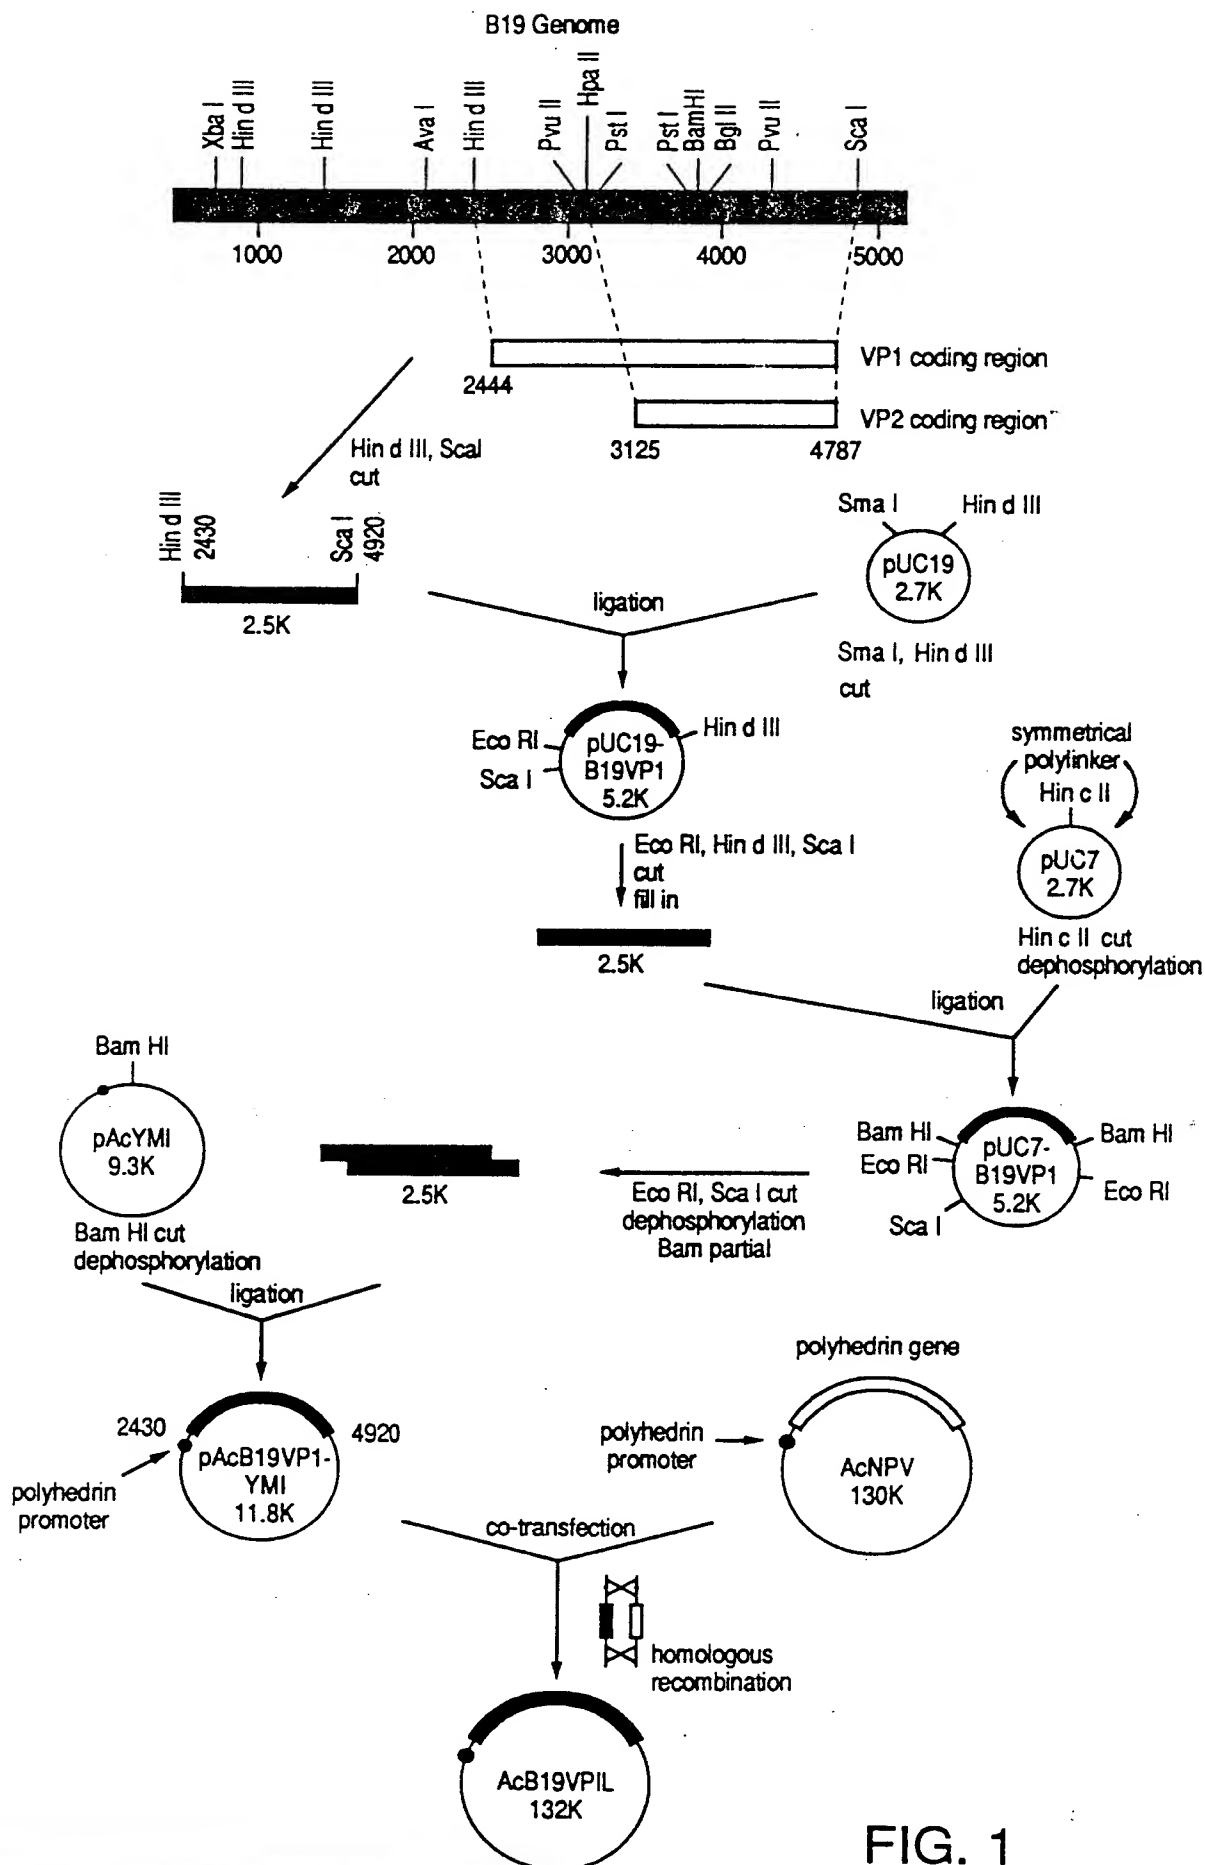 B19 Genome
Xba I
Hin d III
Hin d III
Ava I
Hin d III
Pvu II
Hpa II
Pst I
Pst I
BamHI
Bgl II
Pvu II
Sca I
1000
2000
3000
4000
5000
VP1 coding region
2444
VP2 coding region
3125
4787
Hin d III, ScaI
cut
Hin d III
2430
Sca I
4920
2.5K
Sma I
Hin d III
pUC19
2.7K
Sma I, Hin d III
cut
ligation
Eco RI
Sca I
pUC19-
B19VP1
5.2K
Hin d III
Eco RI, Hin d III, Sca I
cut
fill in
2.5K
symmetrical
polylinker
Hin c II
pUC7
2.7K
Hin c II cut
dephosphorylation
ligation
Bam HI
Eco RI
Sca I
pUC7-
B19VP1
5.2K
Bam HI
Eco RI
Eco RI, Sca I cut
dephosphorylation
Bam partial
2.5K
Bam HI
pAcYMI
9.3K
Bam HI cut
dephosphorylation
ligation
2430
4920
pAcB19VP1-
YMI
11.8K
polyhedrin
promoter
polyhedrin gene
polyhedrin
promoter
AcNPV
130K
co-transfection
homologous
recombination
AcB19VPIL
132K
FIG. 1